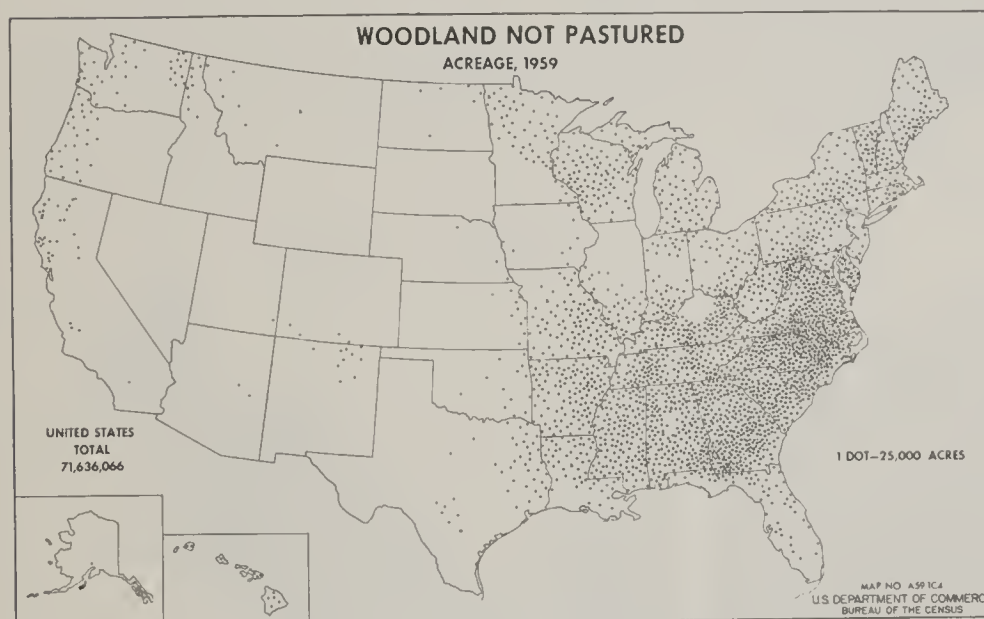 WOODLAND NOT PASTURED
ACREAGE, 1959
UNITED STATES
TOTAL
71,636,066
1 DOT—25,000 ACRES
MAP NO. A59 1C4
U.S. DEPARTMENT OF COMMERC
BUREAU OF THE CENSUS